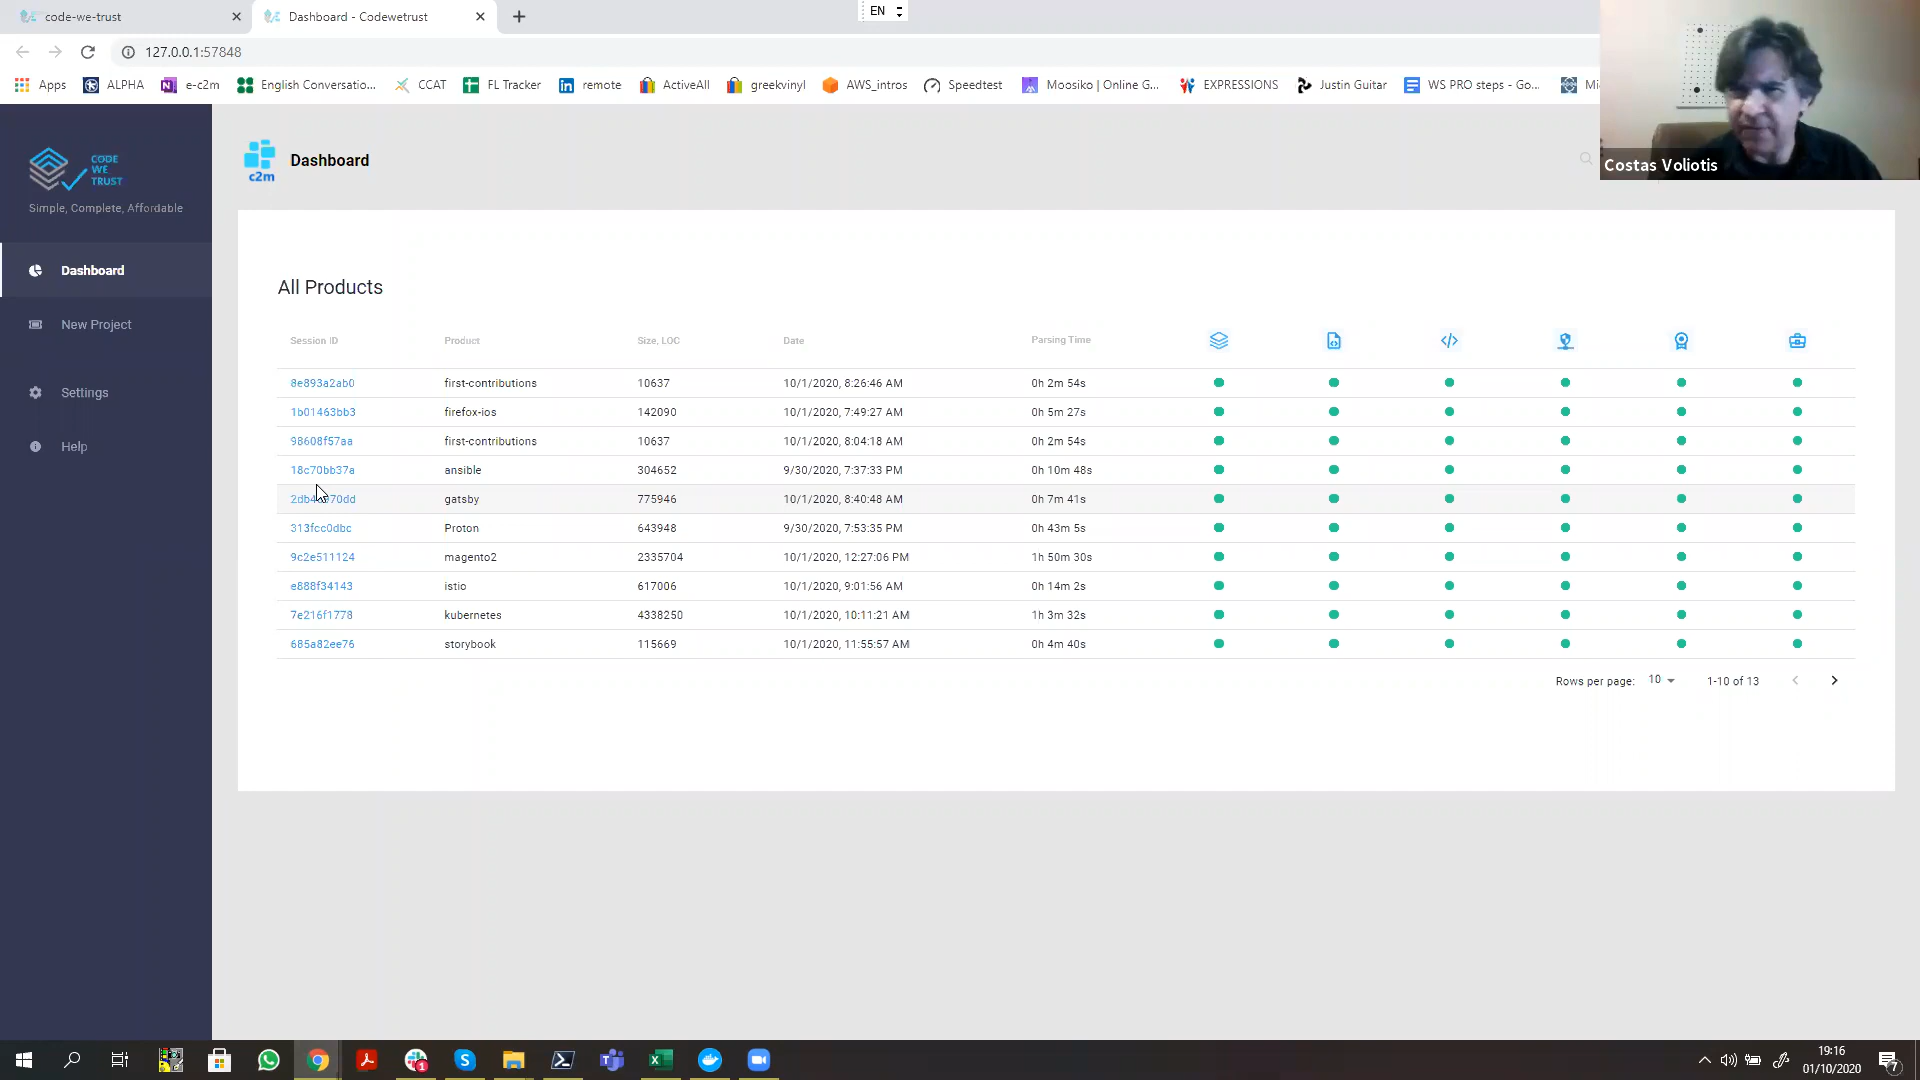 code-we-trust
Dashboard - Codewetrust
EN
127.0.0.1:57848
Apps
ALPHA
e-c2m
English Conversatio...
CCAT
FL Tracker
remote
ActiveAll
greekvinyl
AWS_intros
Speedtest
Moosiko | Online G...
EXPRESSIONS
Justin Guitar
WS PRO steps - Go...
Costas Voliotis
CODE
WE
TRUST
Simple, Complete, Affordable
Dashboard
New Project
Settings
Help
c2m
Dashboard
All Products
Session ID Product Size, LOC Date Parsing Time
8e893a2ab0 first-contributions 10637 10/1/2020, 8:26:46 AM 0h 2m 54s
1b01463bb3 firefox-ios 142090 10/1/2020, 7:49:27 AM 0h 5m 27s
98608f57aa first-contributions 10637 10/1/2020, 8:04:18 AM 0h 2m 54s
18c70bb37a ansible 304652 9/30/2020, 7:37:33 PM 0h 10m 48s
gatsby 775946 10/1/2020, 8:40:48 AM 0h 7m 41s
313fcc0dbc Proton 643948 9/30/2020, 7:53:35 PM 0h 43m 5s
9c2e511124 magento2 2335704 10/1/2020, 12:27:06 PM 1h 50m 30s
e888f34143 istio 617006 10/1/2020, 9:01:56 AM 0h 14m 2s
7e216f1778 kubernetes 4338250 10/1/2020, 10:11:21 AM 1h 3m 32s
685a82ee76 storybook 115669 10/1/2020, 11:55:57 AM 0h 4m 40s
Rows per page: 10 1-10 of 13
19:16
01/10/2020